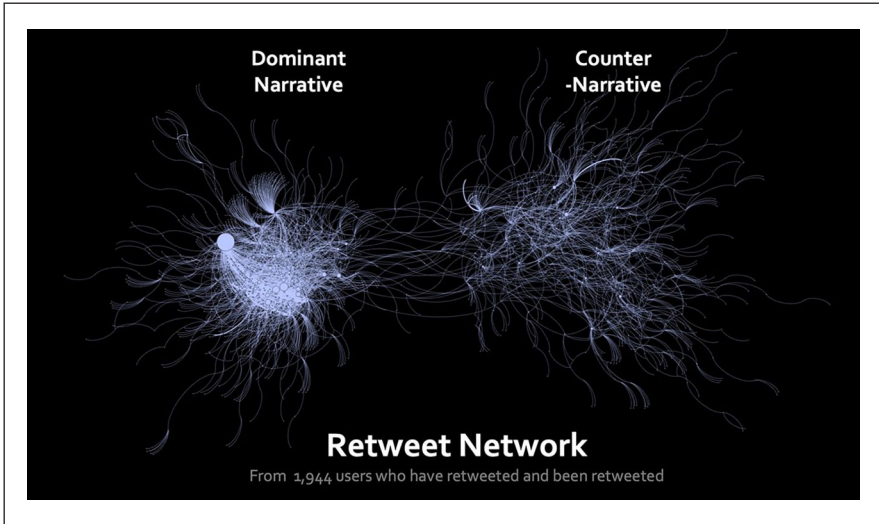 Dominant
Narrative
Counter
-Narrative
Retweet Network
From 1,944 users who have retweeted and been retweeted